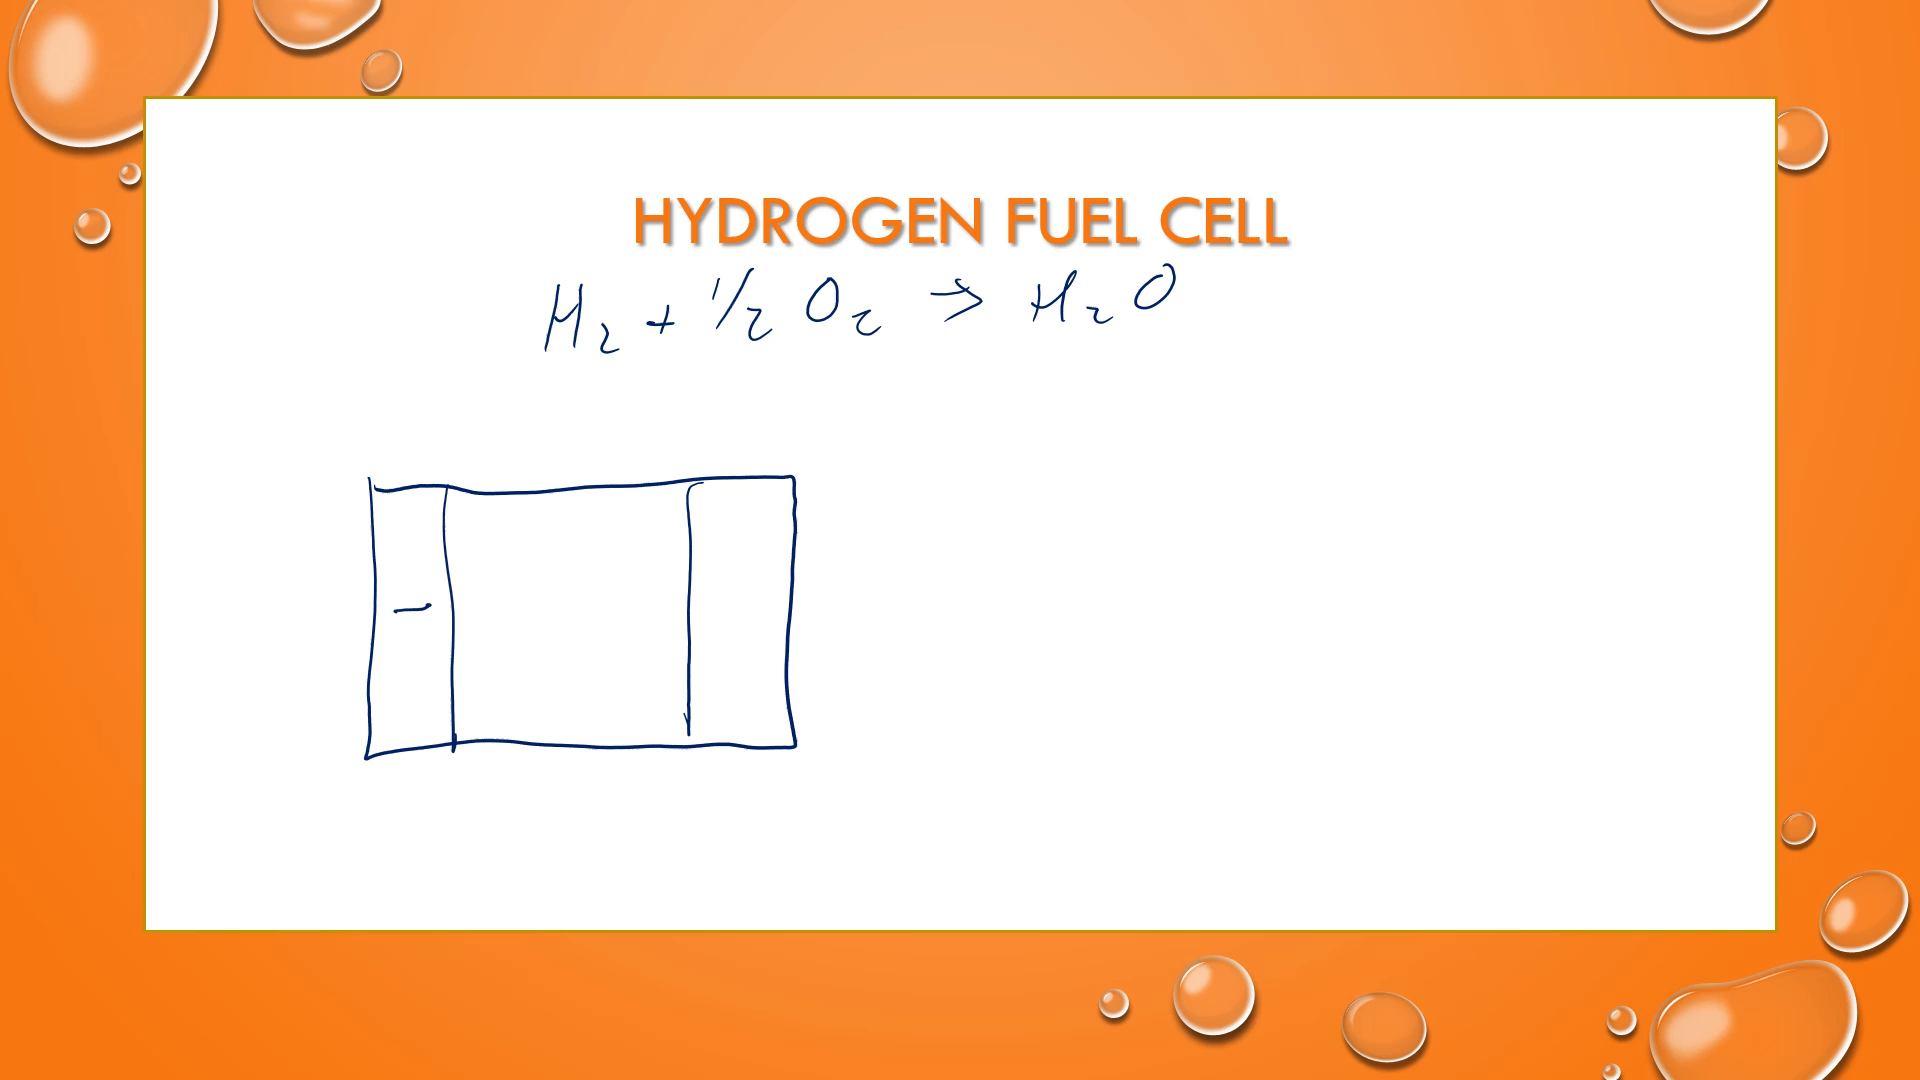 HYDROGEN FUEL CELL
H₂ + 1/2 O₂ → H₂O
−